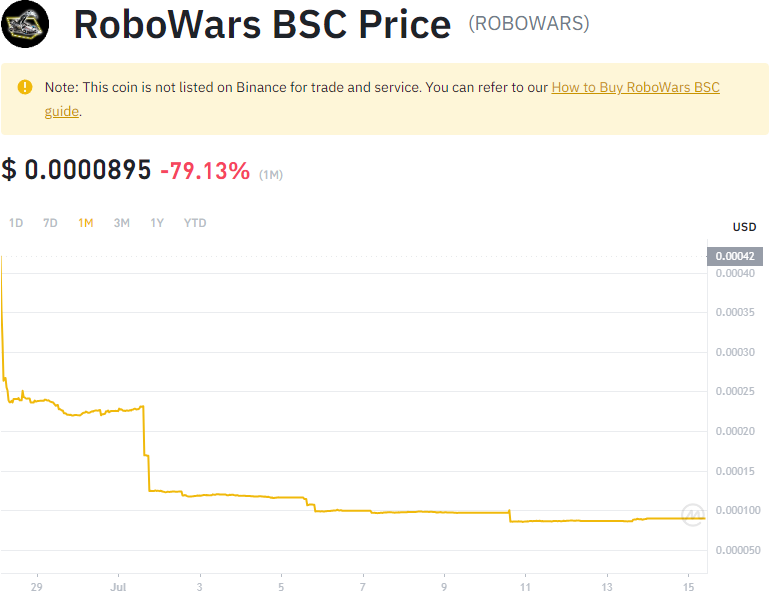 RoboWars BSC Price (ROBOWARS)
Note: This coin is not listed on Binance for trade and service. You can refer to our How to Buy RoboWars BSC
guide.
$ 0.0000895 -79.13% (1M)
1D 7D 1M 3M 1Y YTD
USD
0.00042
0.00040
0.00035
0.00030
0.00025
0.00020
0.00015
0.000100
0.000050
29 Jul 3 5 7 9 11 13 15